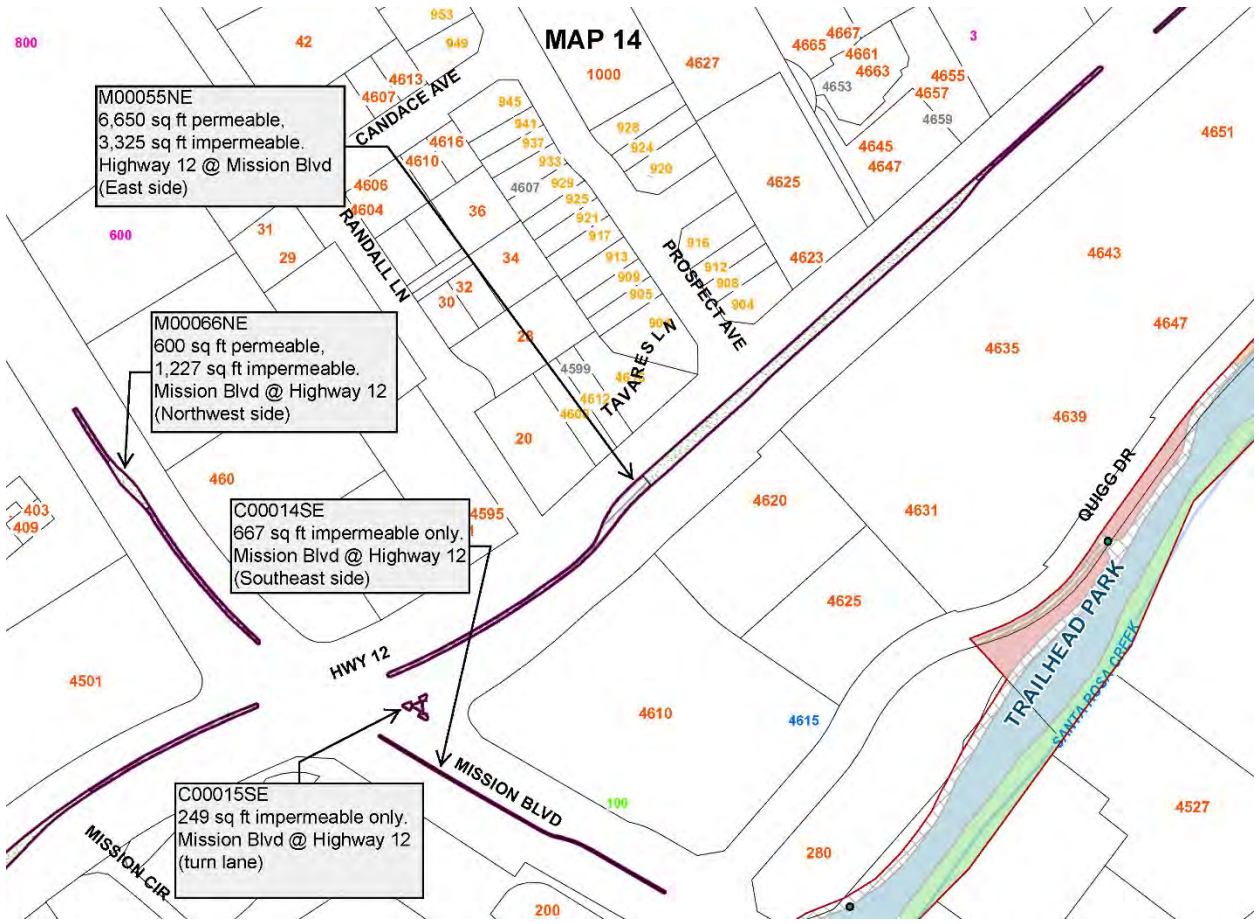 MAP 14
953
949
800
42
4613
4607
CANDACE AVE
1000
4627
4667
4665
4661
4663
4653
4655
4657
4659
3
M00055NE
6,650 sq ft permeable,
3,325 sq ft impermeable.
Highway 12 @ Mission Blvd
(East side)
945
941
937
933
929
925
921
917
913
909
905
4616
4610
4606
4604
4607
928
924
920
4645
4647
4651
4625
600
31
29
RANDALL LN
36
34
32
30
916
912
908
904
PROSPECT AVE
4623
4643
M00066NE
600 sq ft permeable,
1,227 sq ft impermeable.
Mission Blvd @ Highway 12
(Northwest side)
4599
4612
TAVARES LN
20
4647
4635
4639
460
403
409
C00014SE
667 sq ft impermeable only.
Mission Blvd @ Highway 12
(Southeast side)
4595
4620
4631
QUIGG DR
4625
TRAILHEAD PARK
SANTA ROSA CREEK
HWY 12
4501
4610
4615
MISSION BLVD
C00015SE
249 sq ft impermeable only.
Mission Blvd @ Highway 12
(turn lane)
MISSION CIR
100
4527
280
200